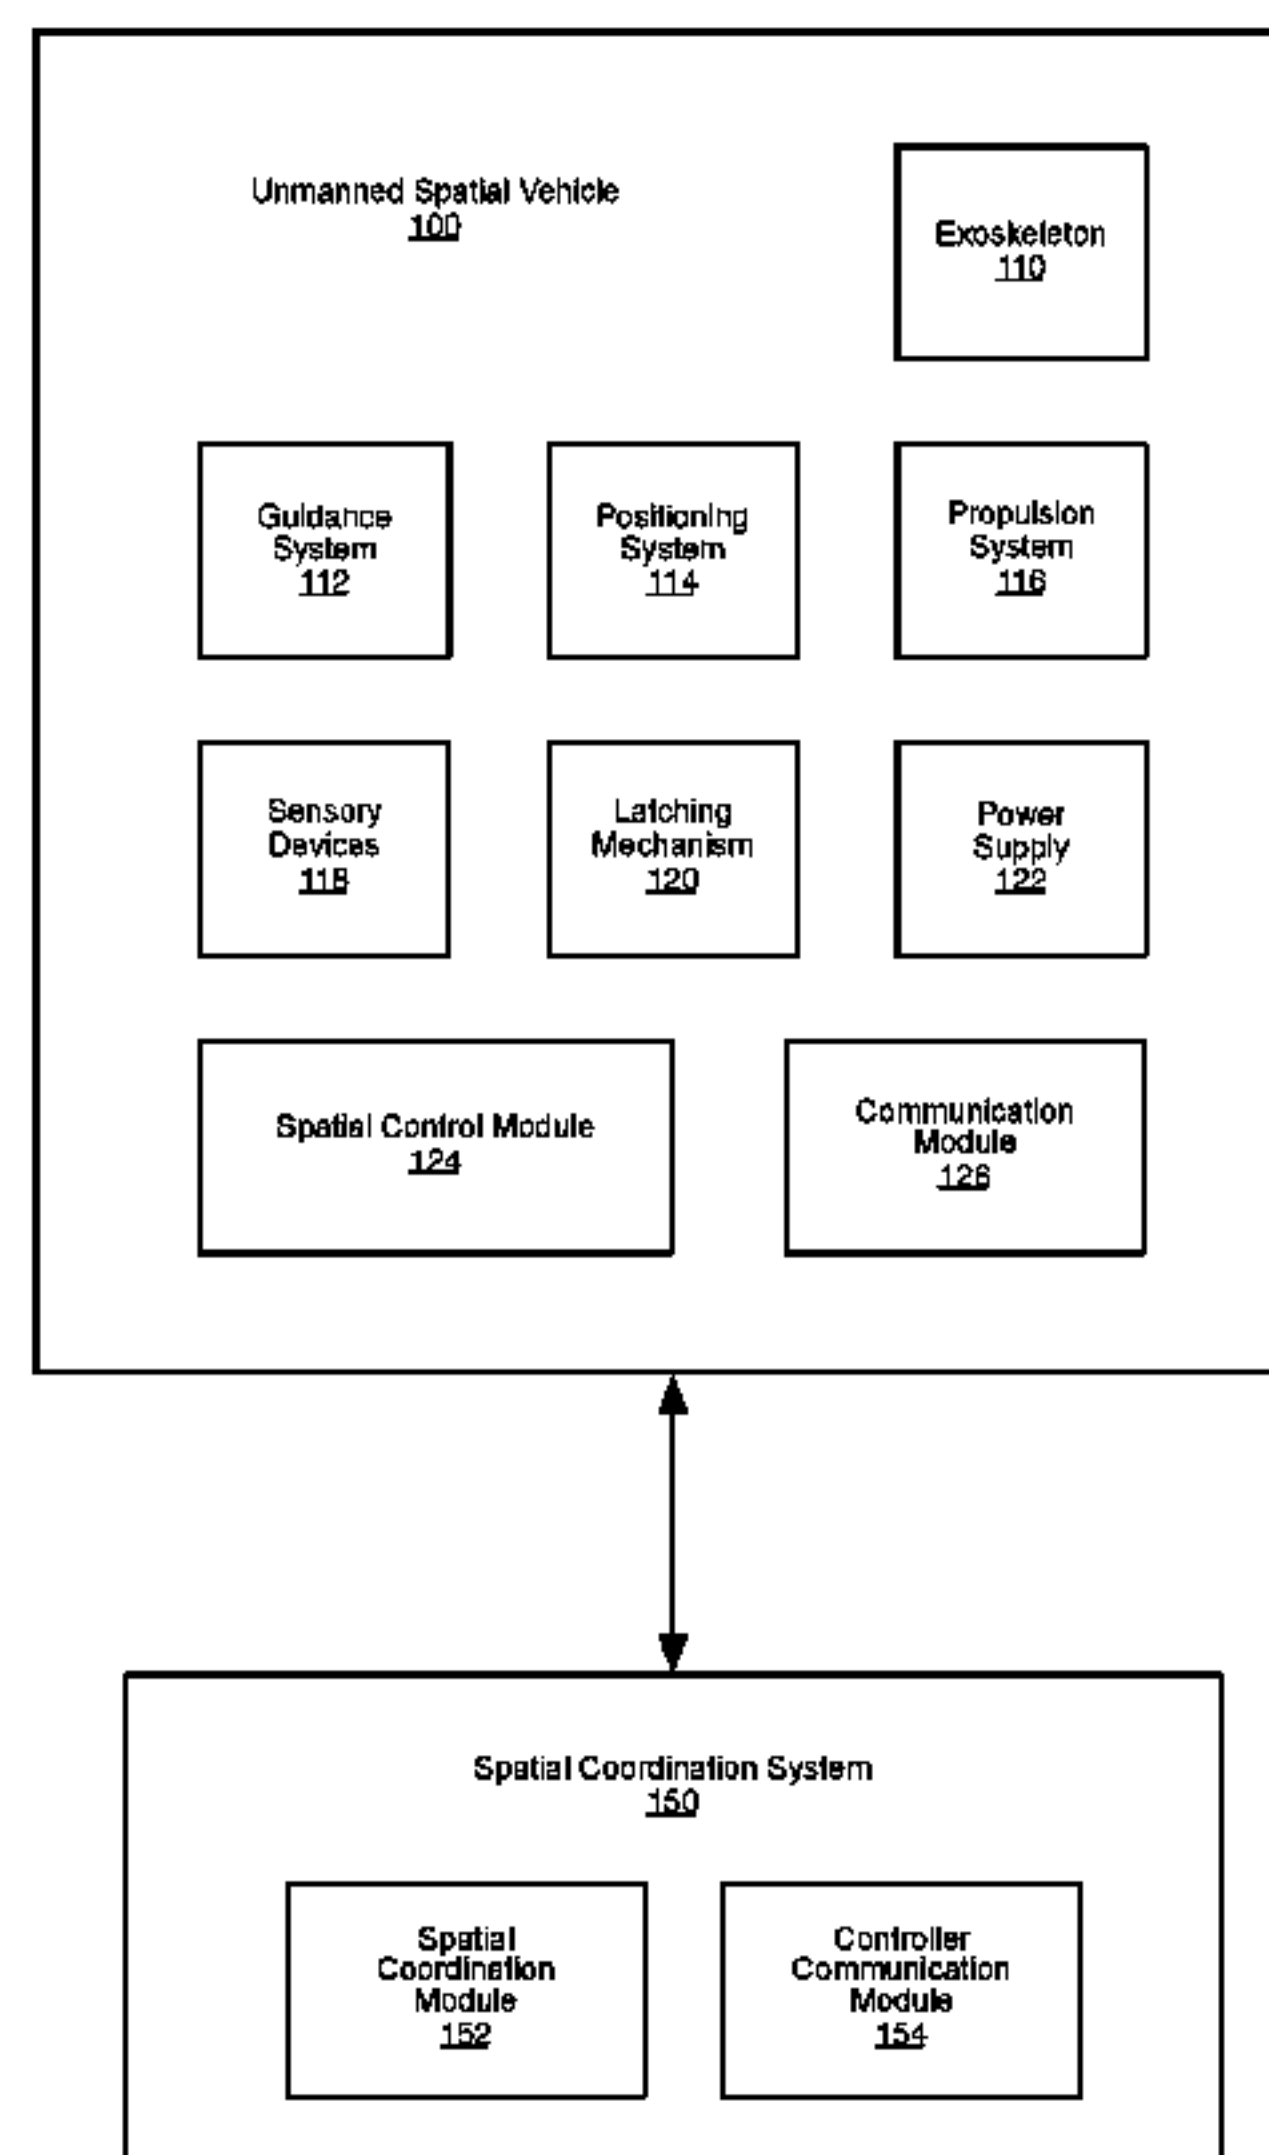 Unmanned Spatial Vehicle
100
Exoskeleton
110
Guidance
System
112
Positioning
System
114
Propulsion
System
116
Sensory
Devices
118
Latching
Mechanism
120
Power
Supply
122
Spatial Control Module
124
Communication
Module
126
Spatial Coordination System
150
Spatial
Coordination
Module
152
Controller
Communication
Module
154